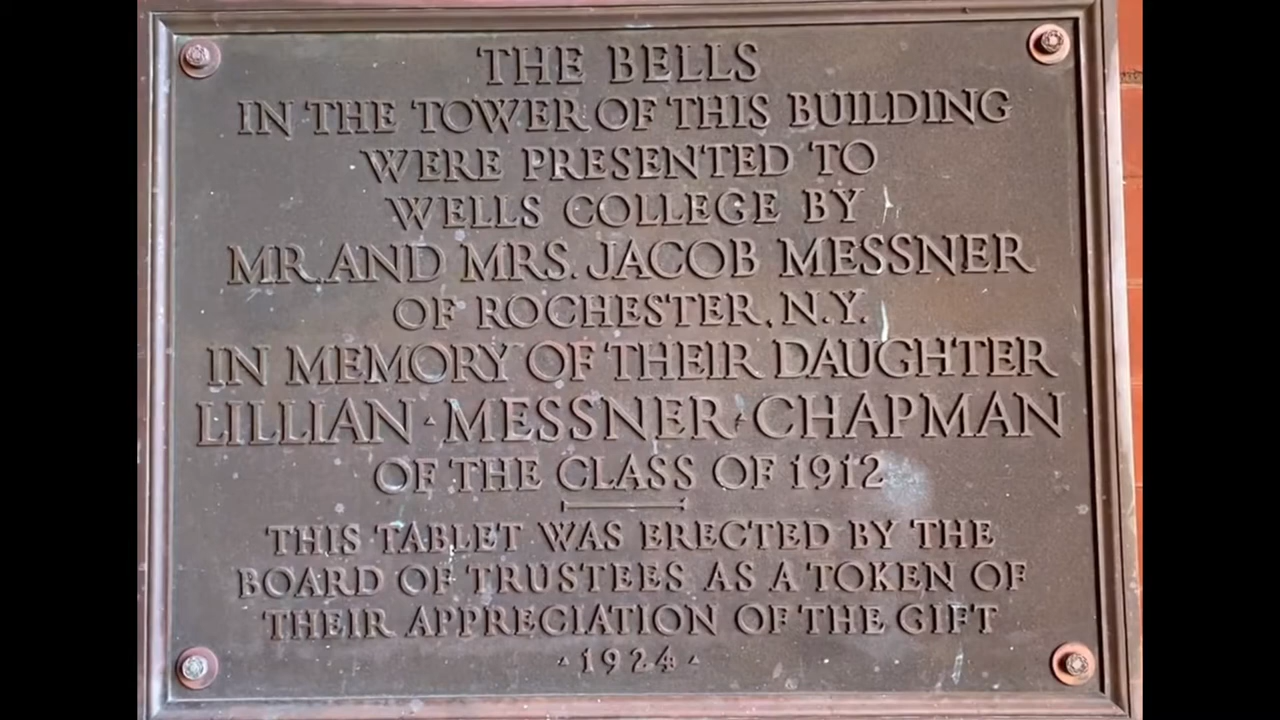 THE BELLS
IN THE TOWER OF THIS BUILDING
WERE PRESENTED TO
WELLS COLLEGE BY
MR. AND MRS. JACOB MESSNER
OF ROCHESTER, N.Y.
IN MEMORY OF THEIR DAUGHTER
LILLIAN · MESSNER · CHAPMAN
OF THE CLASS OF 1912
THIS TABLET WAS ERECTED BY THE
BOARD OF TRUSTEES AS A TOKEN OF
THEIR APPRECIATION OF THE GIFT
· 1924 ·